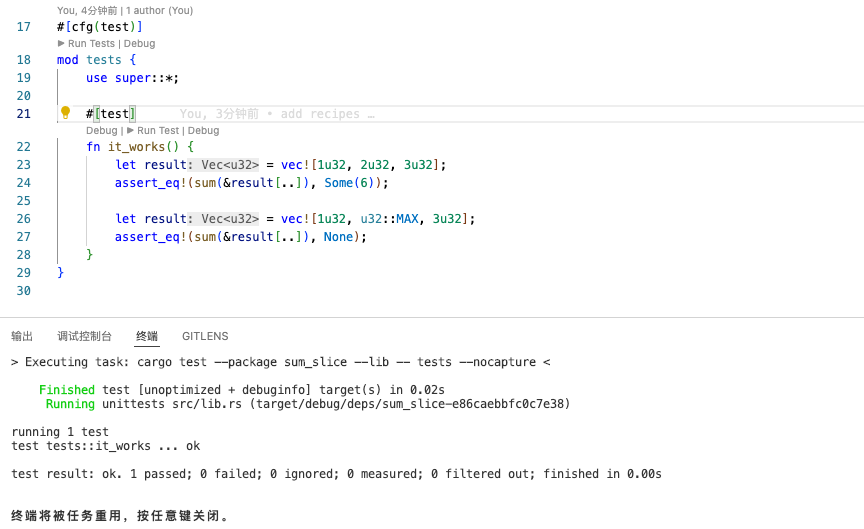 You, 4分钟前 | 1 author (You)
17 #[cfg(test)]
▶ Run Tests | Debug
18 mod tests {
19 use super::*;
20
21 #[test] You, 3分钟前 • add recipes …
Debug | ▶ Run Test | Debug
22 fn it_works() {
23 let result: Vec<u32> = vec![1u32, 2u32, 3u32];
24 assert_eq!(sum(&result[..]), Some(6));
25
26 let result: Vec<u32> = vec![1u32, u32::MAX, 3u32];
27 assert_eq!(sum(&result[..]), None);
28 }
29 }
30
输出 调试控制台 终端 GITLENS
> Executing task: cargo test --package sum_slice --lib -- tests --nocapture <
Finished test [unoptimized + debuginfo] target(s) in 0.02s
Running unittests src/lib.rs (target/debug/deps/sum_slice-e86caebbfc0c7e38)
running 1 test
test tests::it_works ... ok
test result: ok. 1 passed; 0 failed; 0 ignored; 0 measured; 0 filtered out; finished in 0.00s
终端将被任务重用，按任意键关闭。